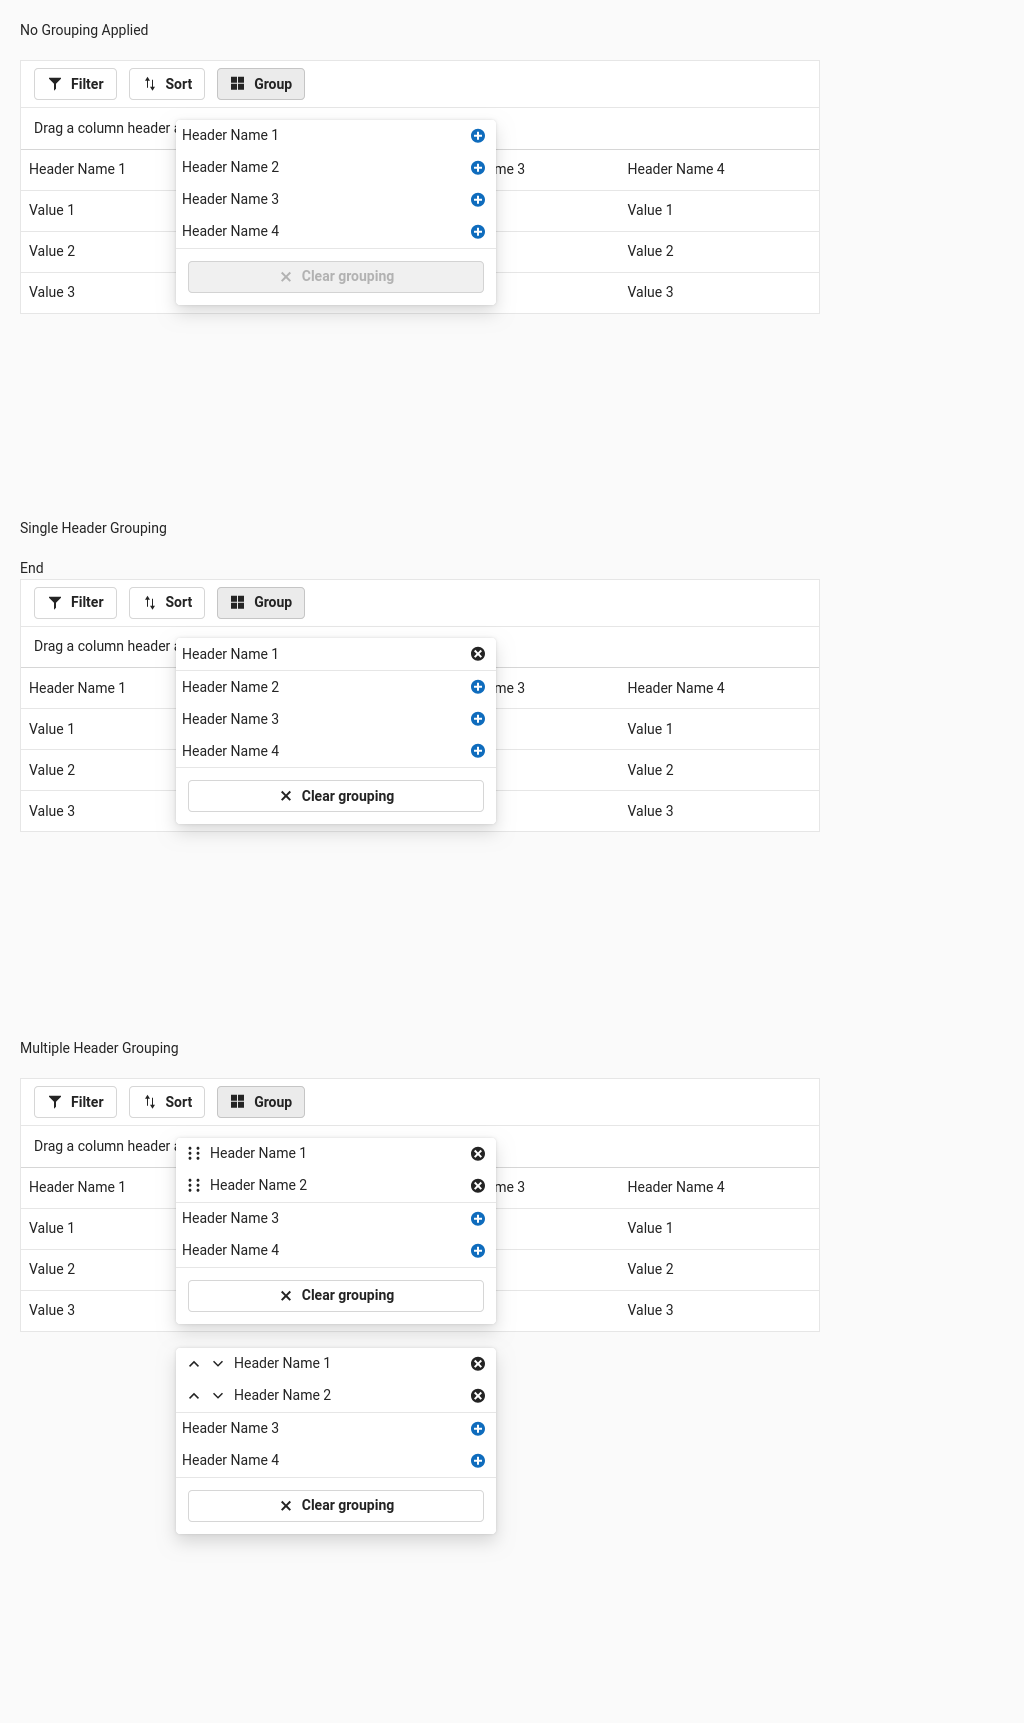 No Grouping Applied
Filter Sort Group
Drag a column header
Header Name 1
Header Name 2
Header Name 3
Header Name 4
Clear grouping
Header Name 1 me 3 Header Name 4
Value 1 Value 1
Value 2 Value 2
Value 3 Value 3
Single Header Grouping
End
Filter Sort Group
Drag a column header
Header Name 1
Header Name 2
Header Name 3
Header Name 4
Clear grouping
Header Name 1 me 3 Header Name 4
Value 1 Value 1
Value 2 Value 2
Value 3 Value 3
Multiple Header Grouping
Filter Sort Group
Drag a column header
Header Name 1
Header Name 2
Header Name 3
Header Name 4
Clear grouping
Header Name 1 me 3 Header Name 4
Value 1 Value 1
Value 2 Value 2
Value 3 Value 3
Header Name 1
Header Name 2
Header Name 3
Header Name 4
Clear grouping